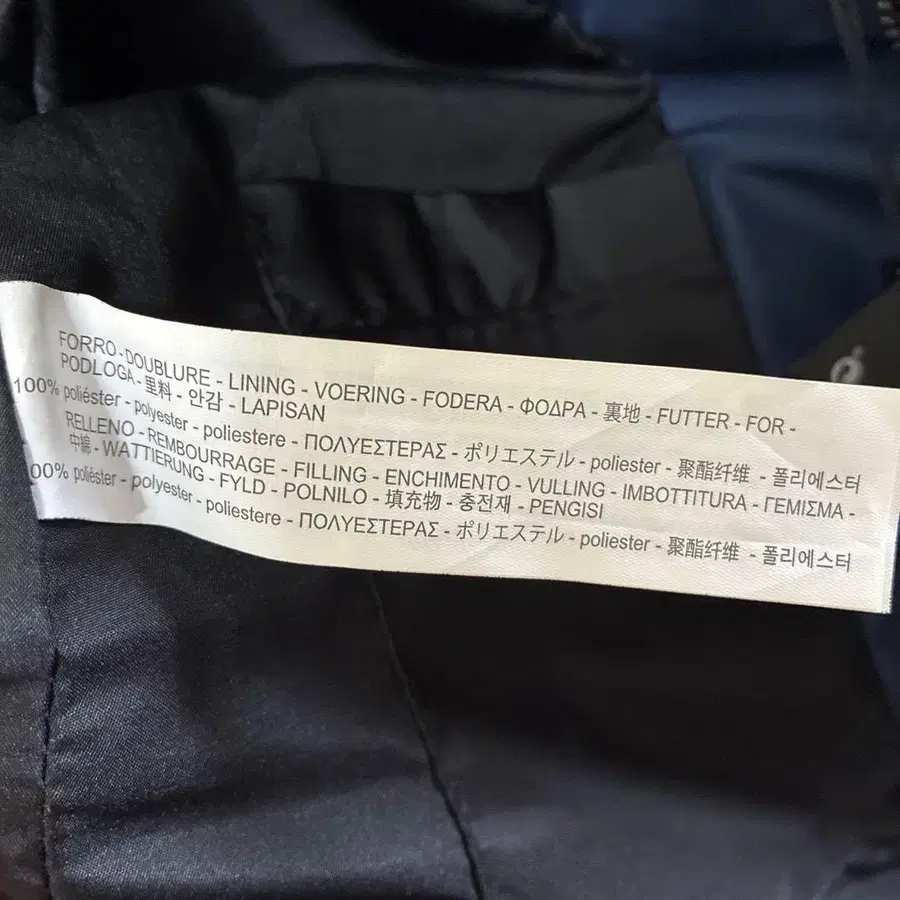 FORRO - DOUBLURE - LINING - VOERING - FODERA - ΦΟΔΡΑ - 裏地 - FUTTER - FOR -
PODLOGA - 里料 - 안감 - LAPISAN
100% poliéster - polyester - poliestere - ΠΟΛΥΕΣΤΕΡΑΣ - ポリエステル - poliester - 聚酯纤维 - 폴리에스터
RELLENO - REMBOURRAGE - FILLING - ENCHIMENTO - VULLING - IMBOTTITURA - ΓΕΜΙΣΜΑ -
中綿 - WATTIERUNG - FYLD - POLNILO - 填充物 - 충전재 - PENGISI
00% poliéster - polyester - poliestere - ΠΟΛΥΕΣΤΕΡΑΣ - ポリエステル - poliester - 聚酯纤维 - 폴리에스터